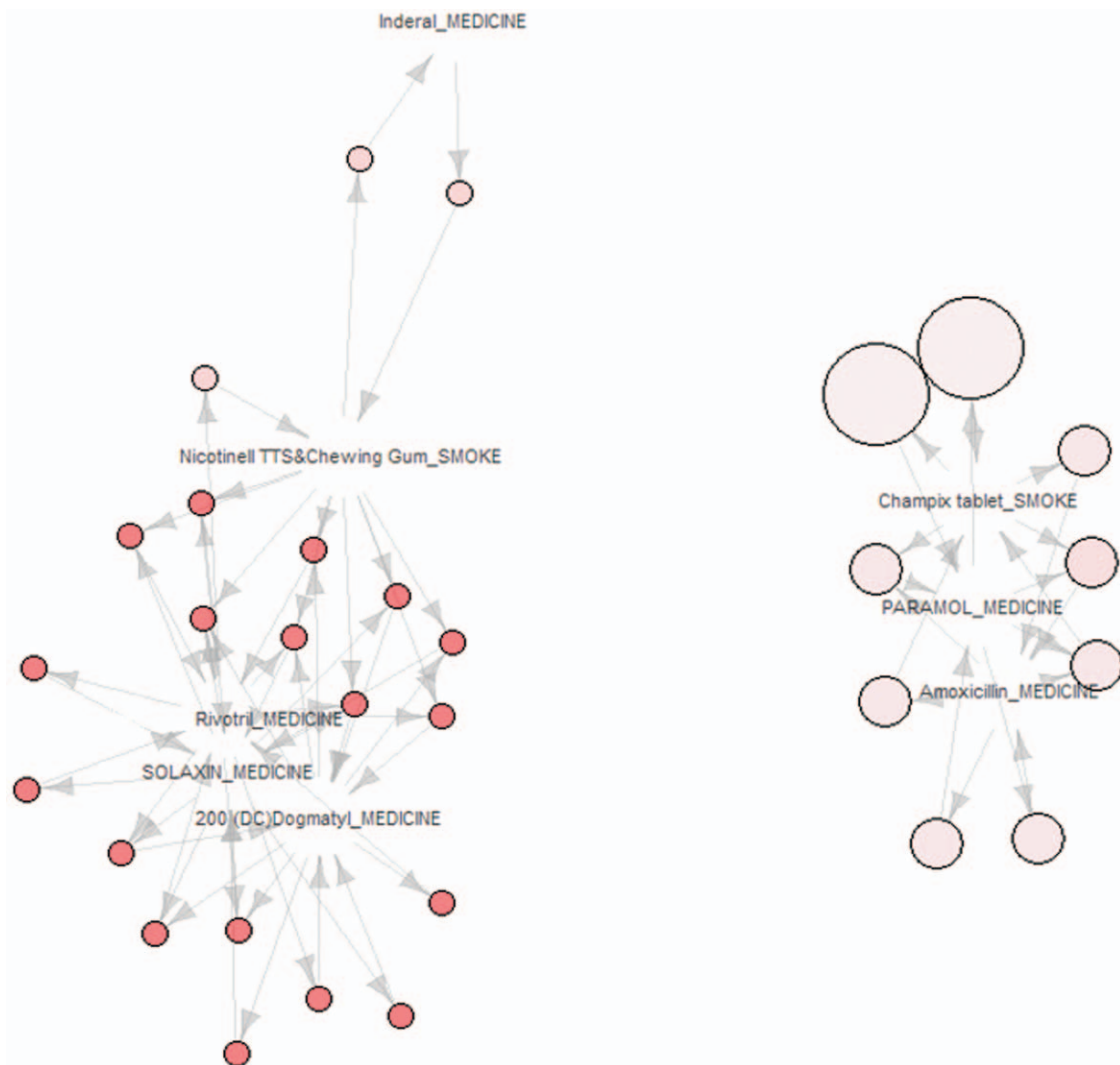 Inderal_MEDICINE
Nicotinell TTS&Chewing Gum_SMOKE
Rivotril_MEDICINE
SOLAXIN_MEDICINE
200 (DC)Dogmatyl_MEDICINE
Champix tablet_SMOKE
PARAMOL_MEDICINE
Amoxicillin_MEDICINE